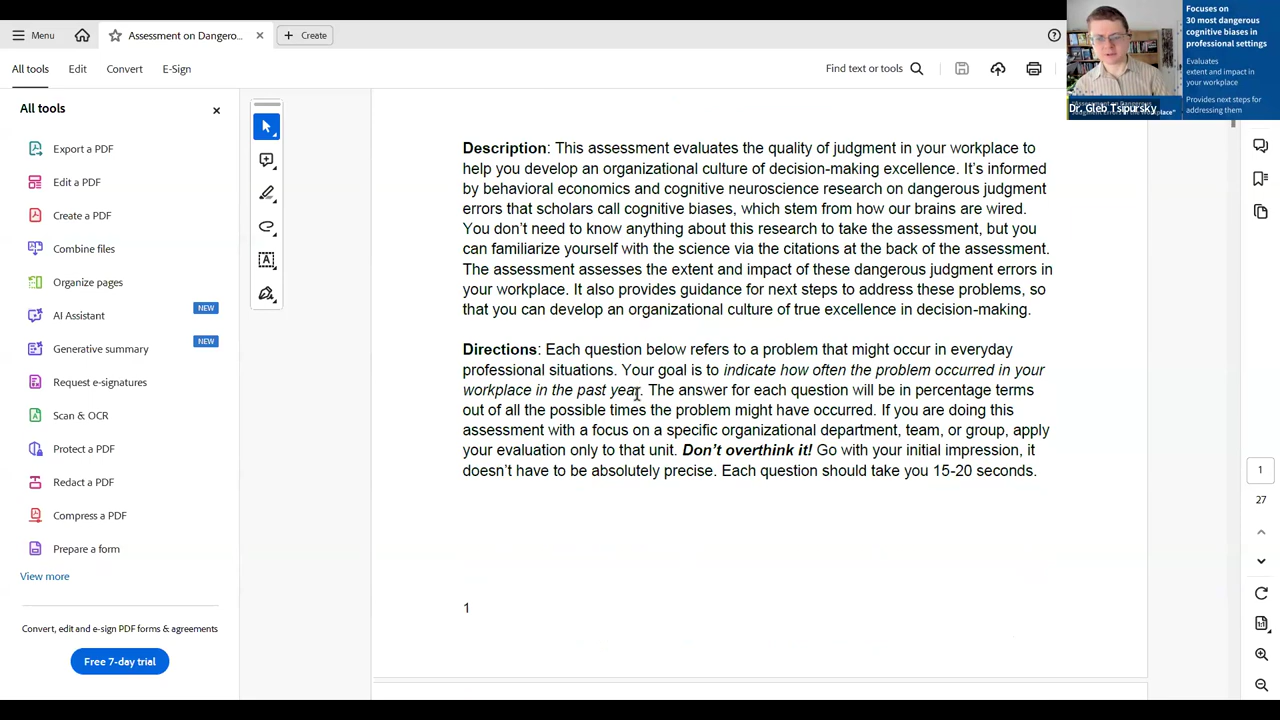 Menu
Assessment on Dangero...
Create
All tools
Edit
Convert
E-Sign
Find text or tools
Focuses on
30 most dangerous
cognitive biases in
professional settings
Evaluates
extent and impact in
your workplace
Provides next steps for
addressing them
Dr. Gleb Tsipursky
All tools
Export a PDF
Edit a PDF
Create a PDF
Combine files
Organize pages
AI Assistant
NEW
Generative summary
NEW
Request e-signatures
Scan & OCR
Protect a PDF
Redact a PDF
Compress a PDF
Prepare a form
View more
Convert, edit and e-sign PDF forms & agreements
Free 7-day trial
Description: This assessment evaluates the quality of judgment in your workplace to
help you develop an organizational culture of decision-making excellence. It's informed
by behavioral economics and cognitive neuroscience research on dangerous judgment
errors that scholars call cognitive biases, which stem from how our brains are wired.
You don't need to know anything about this research to take the assessment, but you
can familiarize yourself with the science via the citations at the back of the assessment.
The assessment assesses the extent and impact of these dangerous judgment errors in
your workplace. It also provides guidance for next steps to address these problems, so
that you can develop an organizational culture of true excellence in decision-making.
Directions: Each question below refers to a problem that might occur in everyday
professional situations. Your goal is to indicate how often the problem occurred in your
workplace in the past year. The answer for each question will be in percentage terms
out of all the possible times the problem might have occurred. If you are doing this
assessment with a focus on a specific organizational department, team, or group, apply
your evaluation only to that unit. Don't overthink it! Go with your initial impression, it
doesn't have to be absolutely precise. Each question should take you 15-20 seconds.
1
1
27